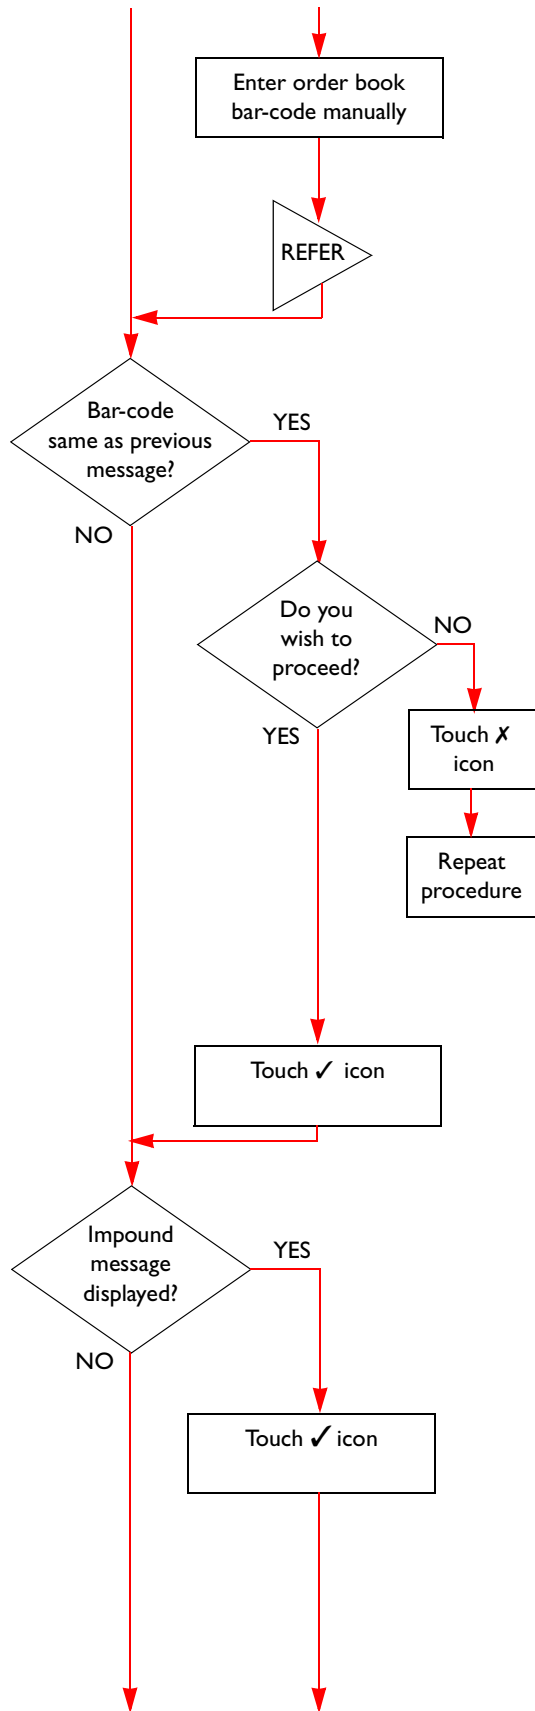 Enter order book
bar-code manually
REFER
Bar-code
same as previous
message?
YES
NO
Do you
wish to
proceed?
NO
YES
Touch ✗
icon
Repeat
procedure
Touch ✓ icon
Impound
message
displayed?
YES
NO
Touch ✓ icon